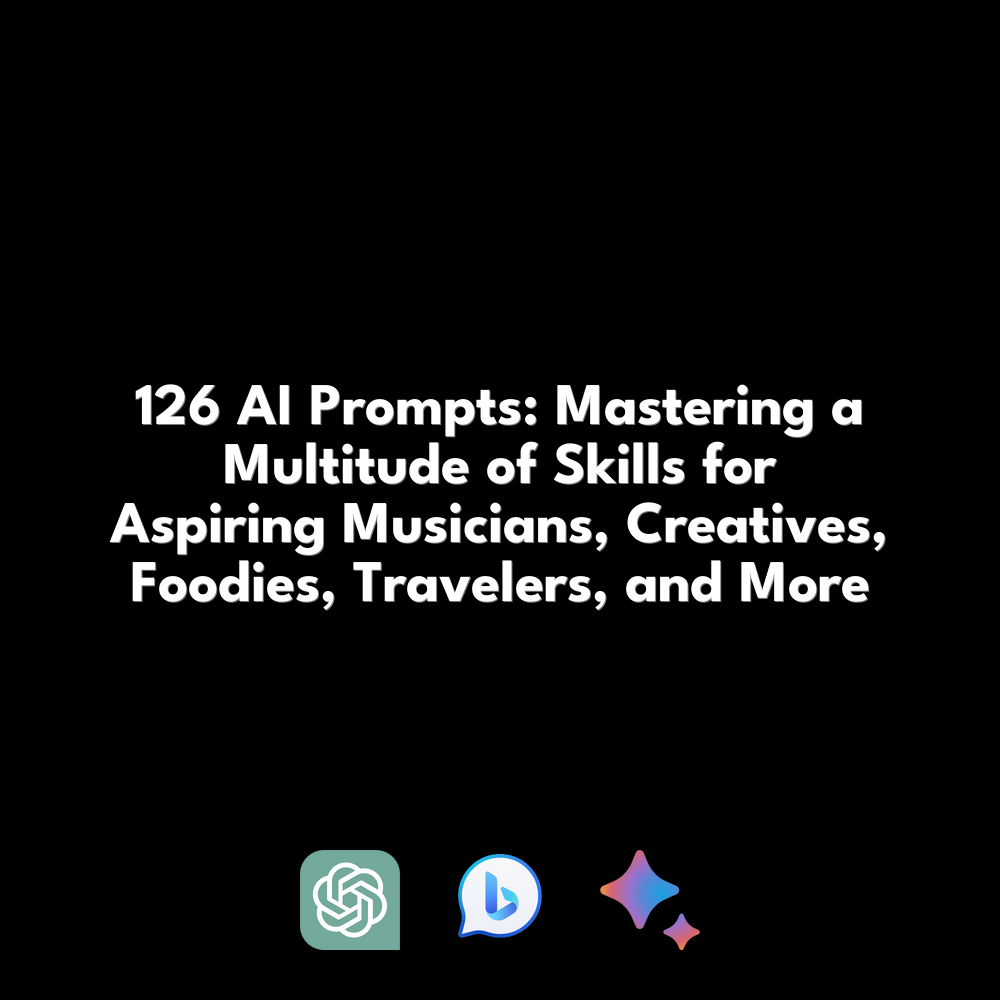 126 AI Prompts: Mastering a
Multitude of Skills for
Aspiring Musicians, Creatives,
Foodies, Travelers, and More